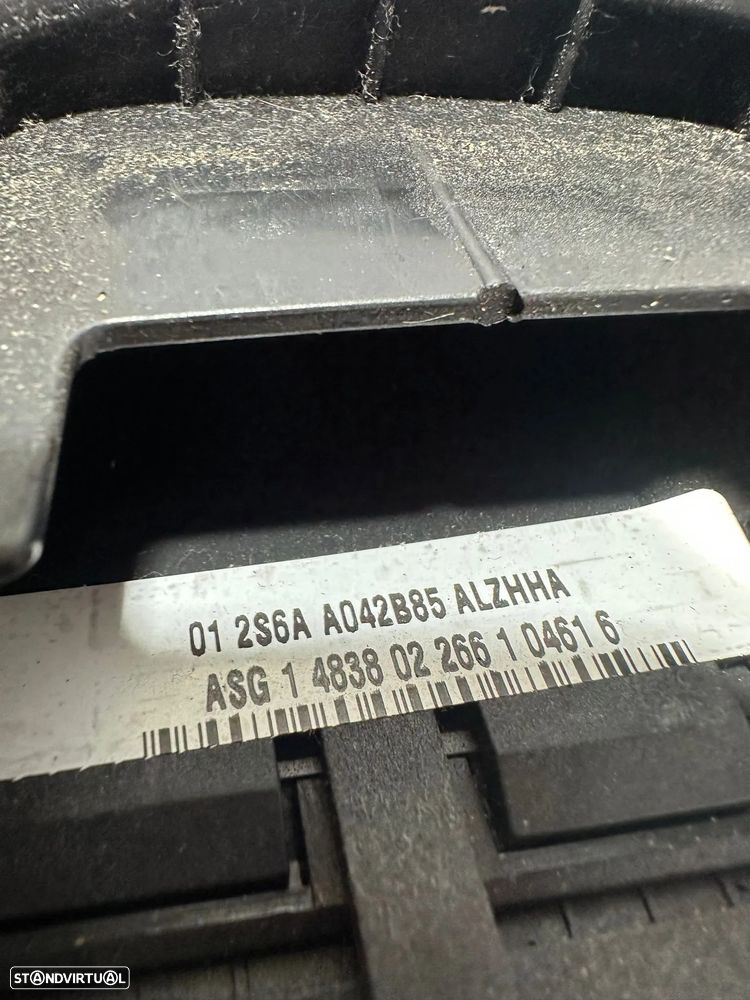 01 2S6A A042B85 ALZHHA
ASG 1 4838 02 266 1 0461 6
STANDVIRTUAL